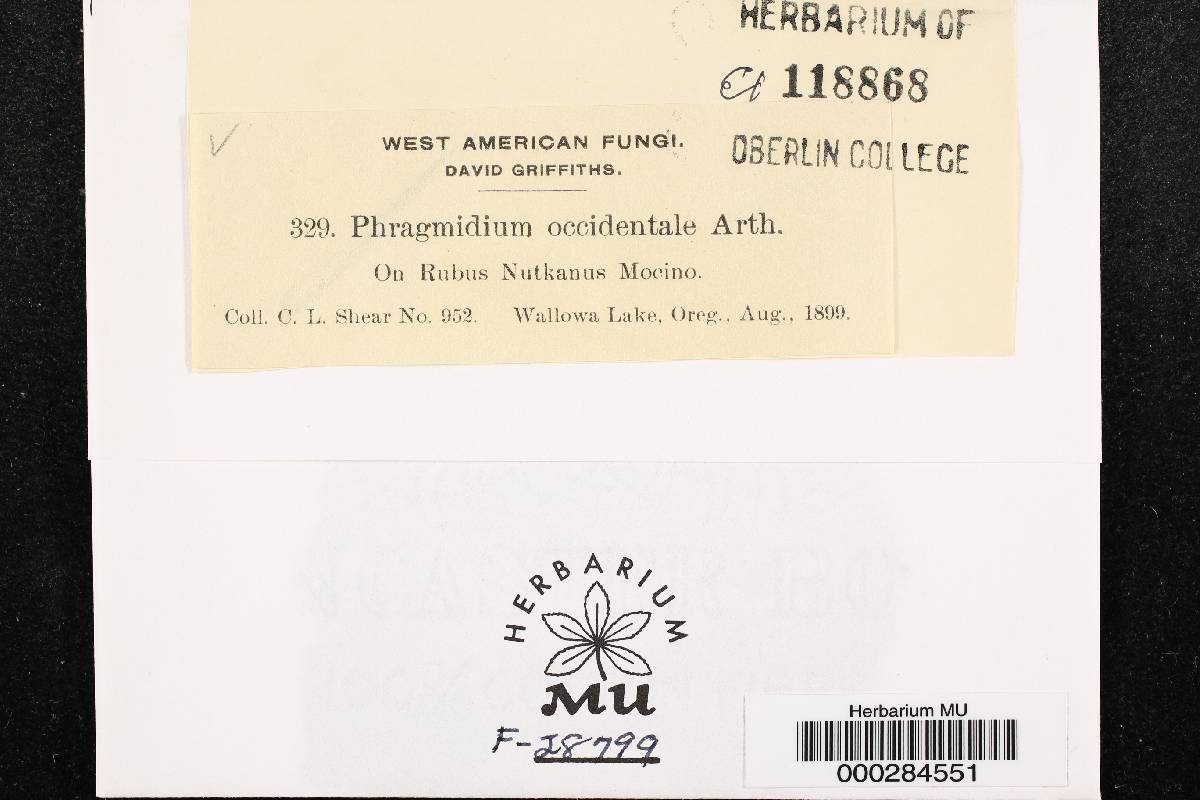 HERBARIUM OF
118868
OBERLIN COLLEGE
WEST AMERICAN FUNGI.
DAVID GRIFFITHS.
329. Phragmidium occidentale Arth.
On Rubus Nutkanus Mocino.
Coll. C. L. Shear No. 952. Wallowa Lake, Oreg., Aug., 1899.
HERBARIUM
MU
F-28799
Herbarium MU
000284551